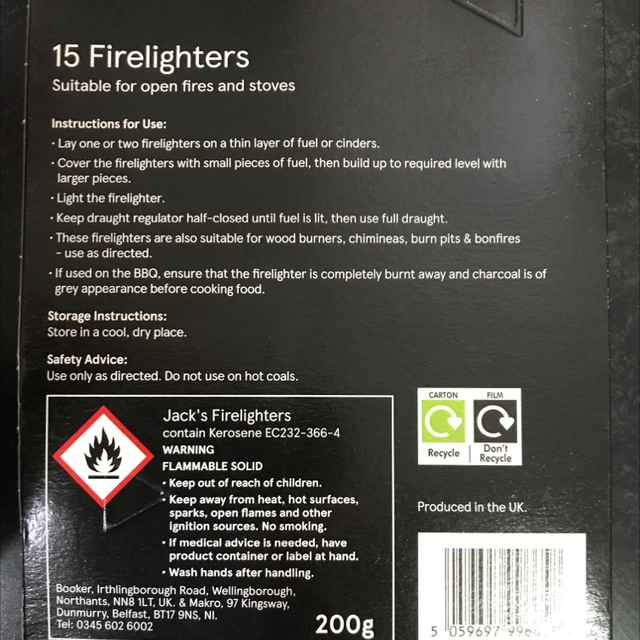 15 Firelighters
Suitable for open fires and stoves
Instructions for Use:
· Lay one or two firelighters on a thin layer of fuel or cinders.
· Cover the firelighters with small pieces of fuel, then build up to required level with
larger pieces.
· Light the firelighter.
· Keep draught regulator half-closed until fuel is lit, then use full draught.
· These firelighters are also suitable for wood burners, chimineas, burn pits & bonfires
- use as directed.
· If used on the BBQ, ensure that the firelighter is completely burnt away and charcoal is of
grey appearance before cooking food.
Storage Instructions:
Store in a cool, dry place.
Safety Advice:
Use only as directed. Do not use on hot coals.
Jack's Firelighters
contain Kerosene EC232-366-4
WARNING
FLAMMABLE SOLID
· Keep out of reach of children.
· Keep away from heat, hot surfaces,
sparks, open flames and other
ignition sources. No smoking.
· If medical advice is needed, have
product container or label at hand.
· Wash hands after handling.
Booker, Irthlingborough Road, Wellingborough,
Northants, NN8 1LT, UK. & Makro, 97 Kingsway,
Dunmurry, Belfast, BT17 9NS, NI.
Tel: 0345 602 6002
200g
CARTON
Recycle
FILM
Don't
Recycle
Produced in the UK.
5 059697